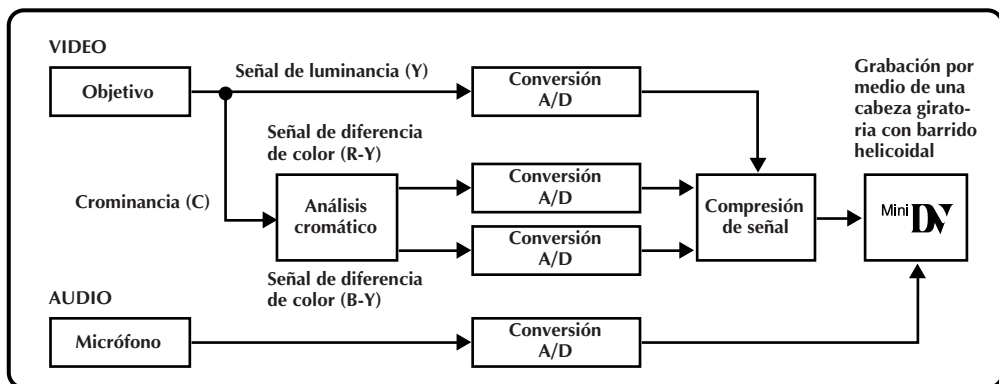 VIDEO
Objetivo
Señal de luminancia (Y)
Conversión
A/D
Grabación por
medio de una
cabeza girato-
ria con barrido
helicoidal
Señal de diferencia
de color (R-Y)
Crominancia (C)
Análisis
cromático
Conversión
A/D
Conversión
A/D
Compresión
de señal
Mini DV
Señal de diferencia
de color (B-Y)
AUDIO
Micrófono
Conversión
A/D